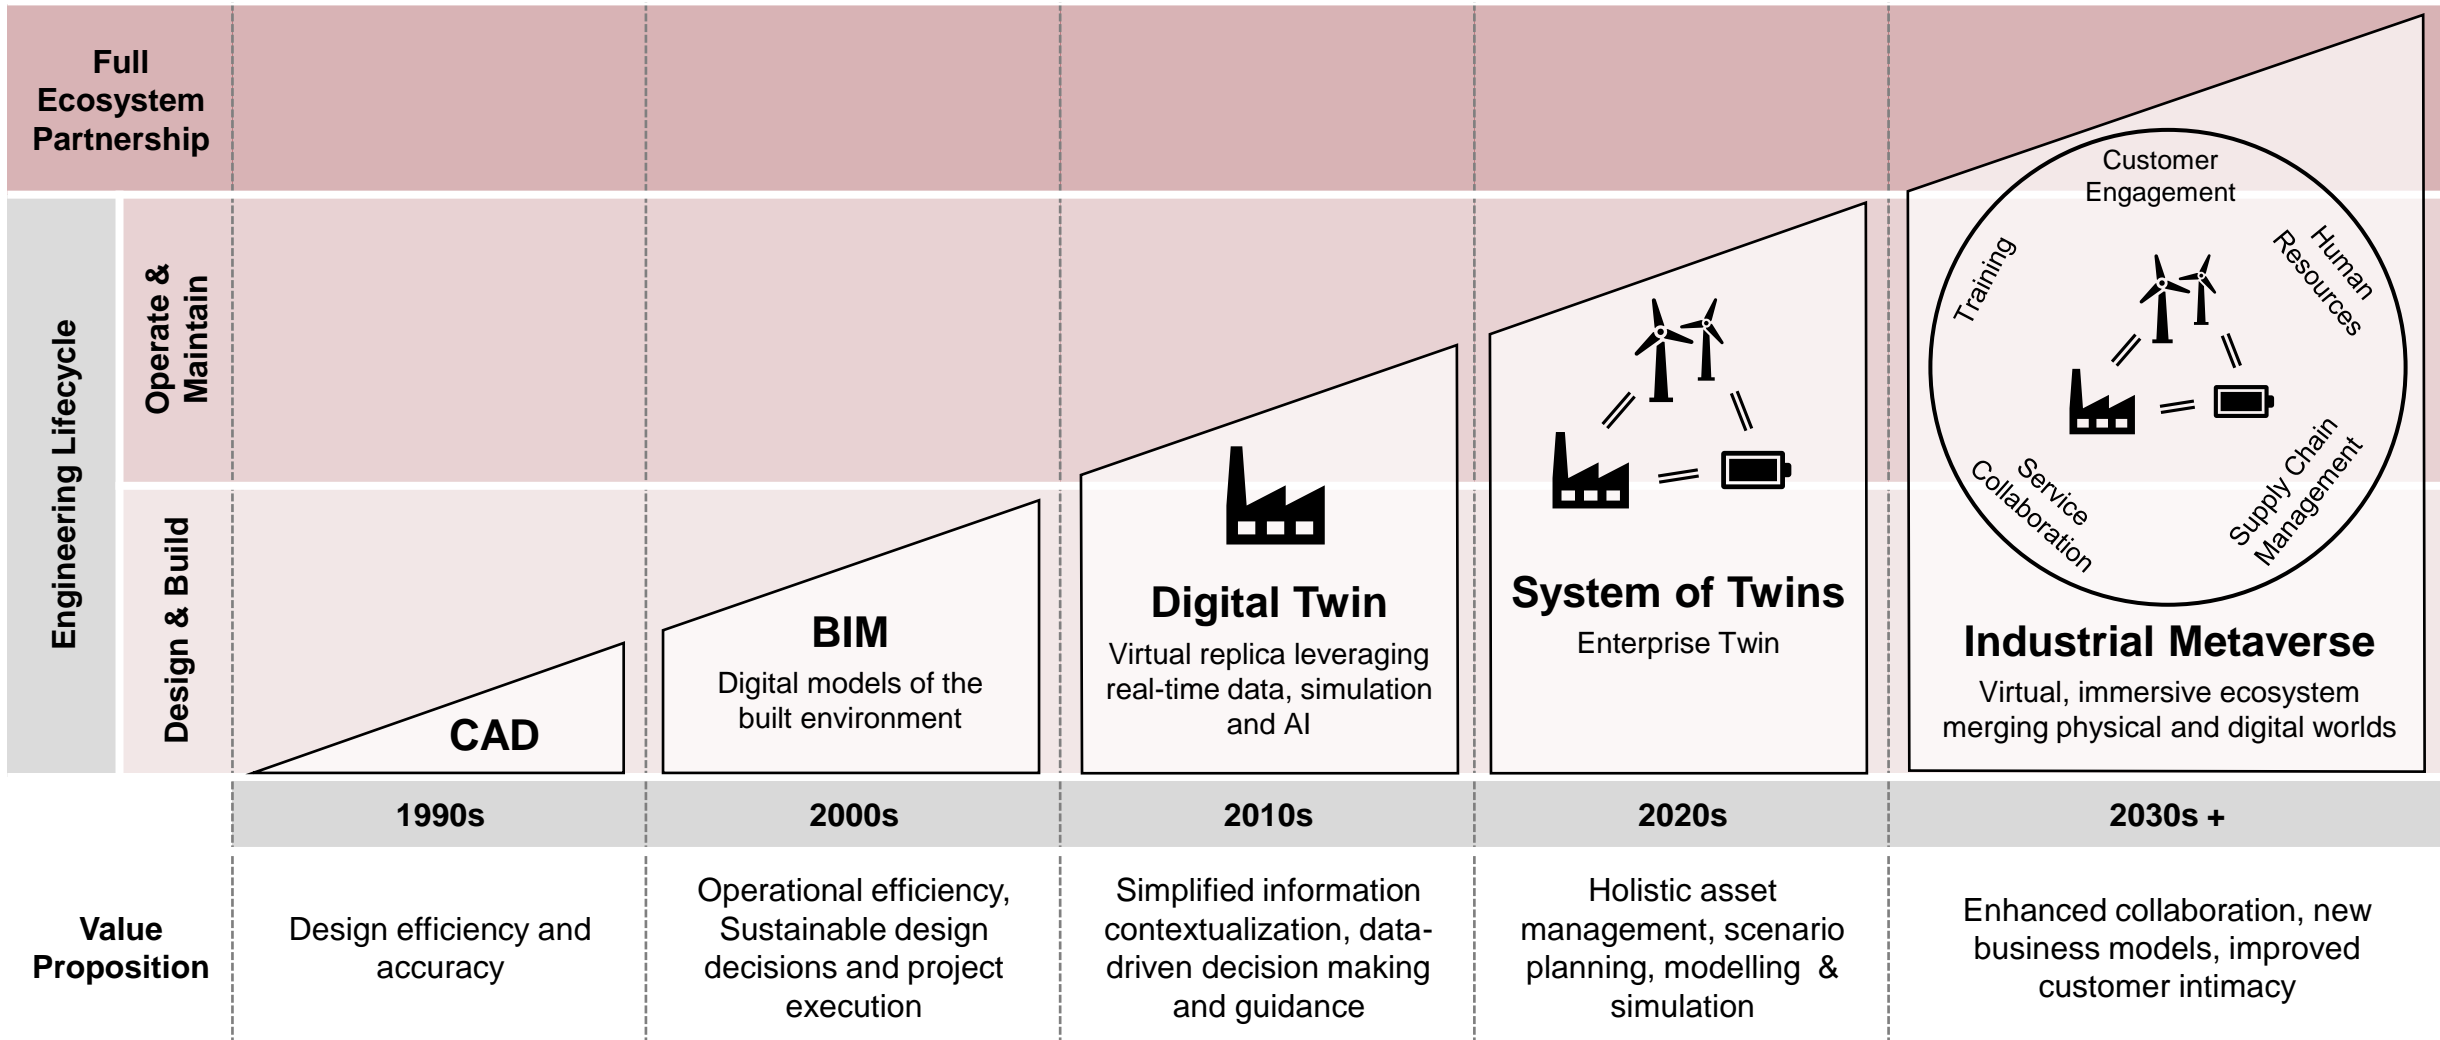 Full
Ecosystem
Partnership
Engineering Lifecycle
Operate &
Maintain
Design & Build
CAD
BIM
Digital models of the
built environment
Digital Twin
Virtual replica leveraging
real-time data, simulation
and AI
System of Twins
Enterprise Twin
Customer
Engagement
Human
Resources
Training
Service
Collaboration
Supply Chain
Management
Industrial Metaverse
Virtual, immersive ecosystem
merging physical and digital worlds
1990s
2000s
2010s
2020s
2030s +
Value
Proposition
Design efficiency and
accuracy
Operational efficiency,
Sustainable design
decisions and project
execution
Simplified information
contextualization, data-
driven decision making
and guidance
Holistic asset
management, scenario
planning, modelling &
simulation
Enhanced collaboration, new
business models, improved
customer intimacy